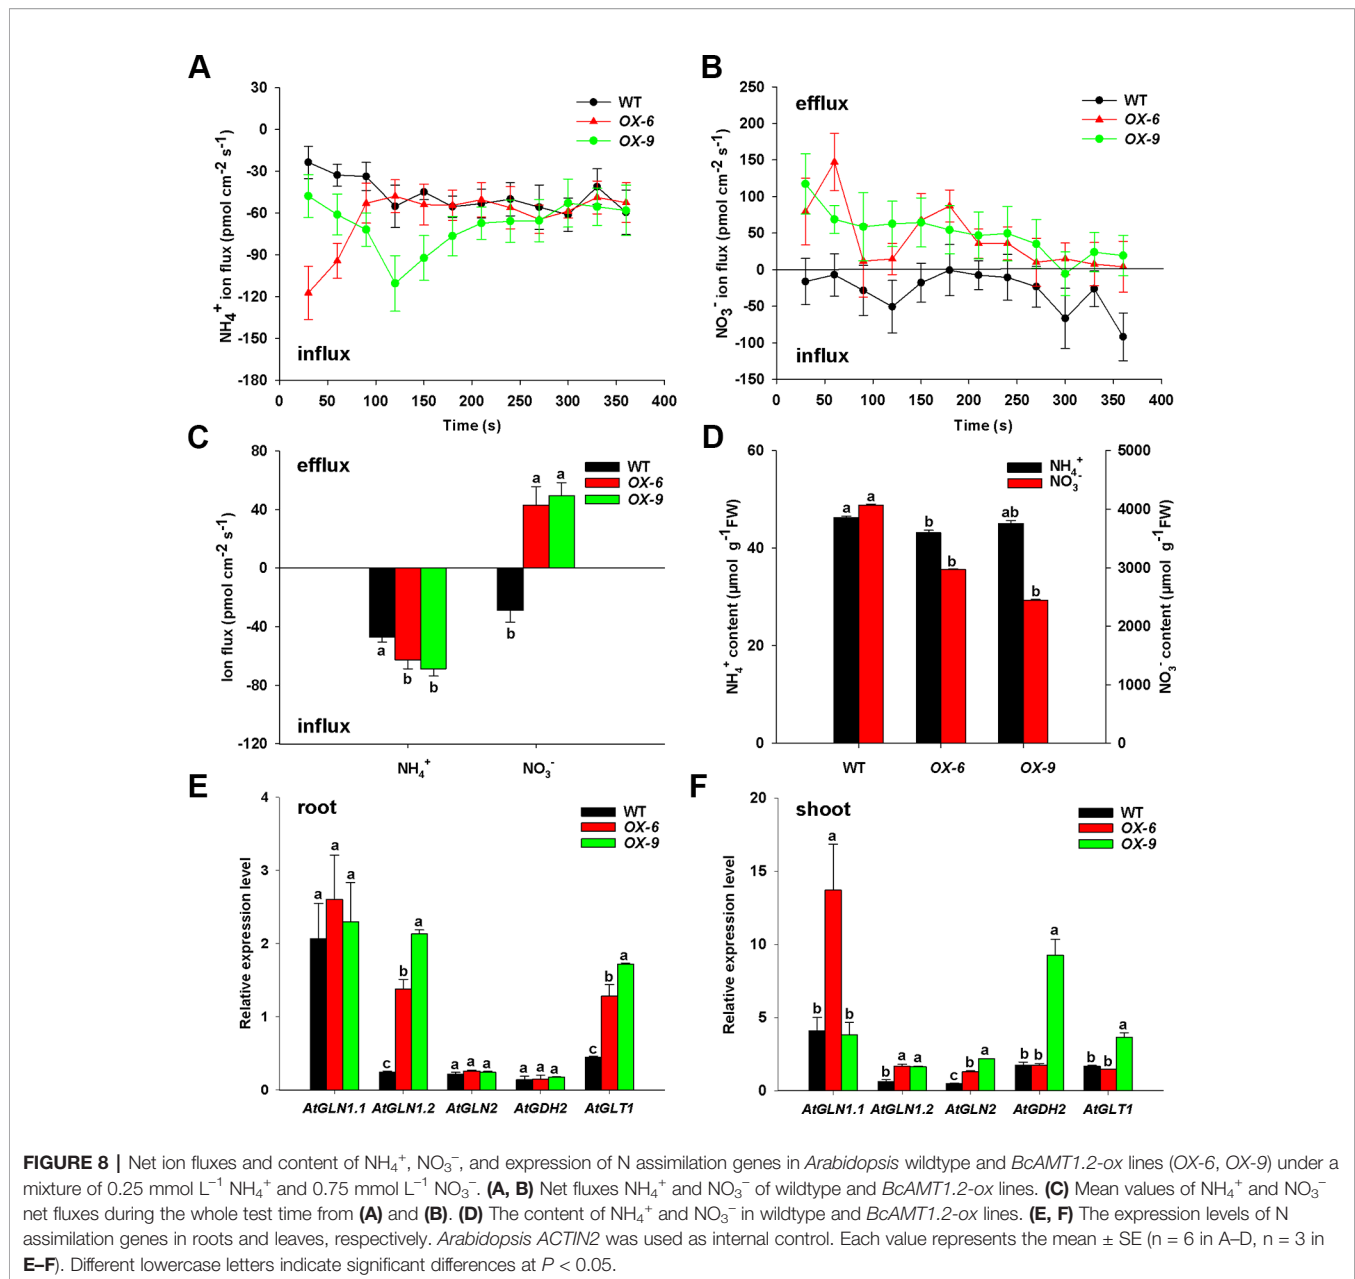 A
NH₄⁺ ion flux (pmol cm⁻² s⁻¹)
30
0
-30
-60
-90
-120
-150
-180
WT
OX-6
OX-9
influx
0 50 100 150 200 250 300 350 400
Time (s)
B
NO₃⁻ ion flux (pmol cm⁻² s⁻¹)
250
200
150
100
50
0
-50
-100
-150
efflux
WT
OX-6
OX-9
influx
0 50 100 150 200 250 300 350 400
Time (s)
C
Ion flux (pmol cm⁻² s⁻¹)
80
40
0
-40
-80
-120
efflux
WT
OX-6
OX-9
a a
a b b b
influx
NH₄⁺ NO₃⁻
D
NH₄⁺ content (µmol g⁻¹FW)
60
40
20
0
NH₄⁺
NO₃⁻
a a b b ab b
5000
4000
3000
2000
1000
0
NO₃⁻ content (µmol g⁻¹FW)
WT OX-6 OX-9
E
Relative expression level
4
3
2
1
0
root
WT
OX-6
OX-9
a a a c b a a a a a a a c b a
AtGLN1.1 AtGLN1.2 AtGLN2 AtGDH2 AtGLT1
F
Relative expression level
20
15
10
5
0
shoot
WT
OX-6
OX-9
b a b b a a c b a b b a b b a
AtGLN1.1 AtGLN1.2 AtGLN2 AtGDH2 AtGLT1
FIGURE 8 | Net ion fluxes and content of NH₄⁺, NO₃⁻, and expression of N assimilation genes in Arabidopsis wildtype and BcAMT1.2-ox lines (OX-6, OX-9) under a
mixture of 0.25 mmol L⁻¹ NH₄⁺ and 0.75 mmol L⁻¹ NO₃⁻. (A, B) Net fluxes NH₄⁺ and NO₃⁻ of wildtype and BcAMT1.2-ox lines. (C) Mean values of NH₄⁺ and NO₃⁻
net fluxes during the whole test time from (A) and (B). (D) The content of NH₄⁺ and NO₃⁻ in wildtype and BcAMT1.2-ox lines. (E, F) The expression levels of N
assimilation genes in roots and leaves, respectively. Arabidopsis ACTIN2 was used as internal control. Each value represents the mean ± SE (n = 6 in A–D, n = 3 in
E–F). Different lowercase letters indicate significant differences at P < 0.05.